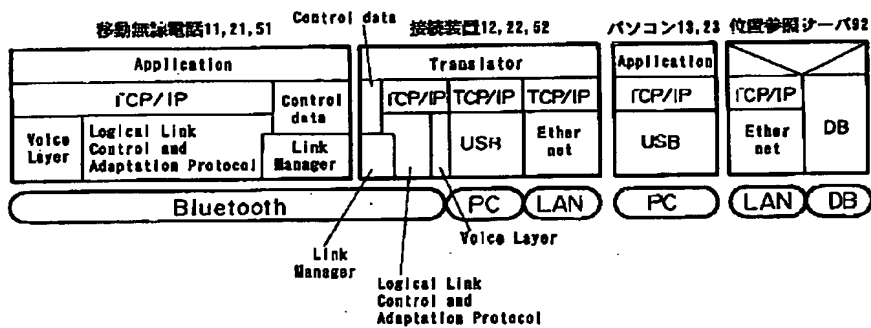 Control data
移動無線電話11,21,51
接続装置12,22,52
パソコン13,23
位置参照サーバ92
Application
Translator
Application
TCP/IP
Control
data
TCP/IP
TCP/IP
TCP/IP
TCP/IP
TCP/IP
Voice
Layer
Logical Link
Control and
Adaptation Protocol
Link
Manager
USB
Ether
net
USB
Ether
net
DB
Bluetooth
PC
LAN
PC
LAN
DB
Link
Manager
Voice Layer
Logical Link
Control and
Adaptation Protocol